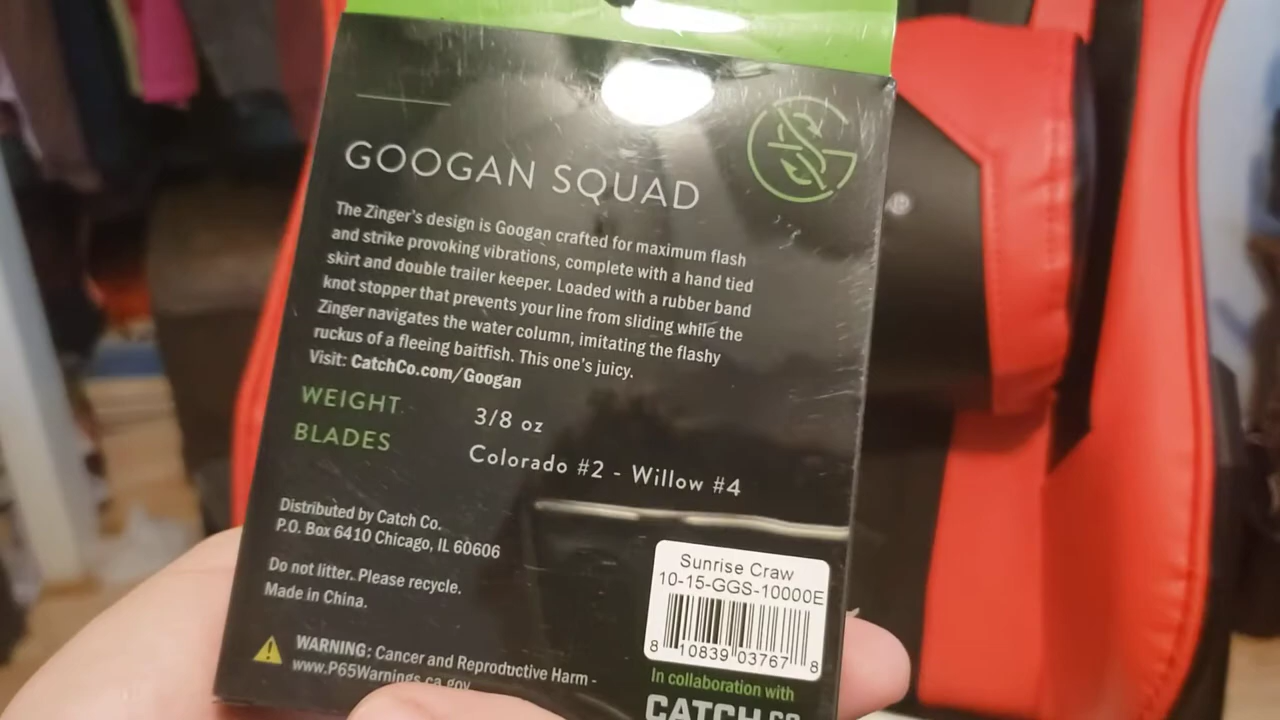 GOOGAN SQUAD
The Zinger's design is Googan crafted for maximum flash
and strike provoking vibrations, complete with a hand tied
skirt and double trailer keeper. Loaded with a rubber band
knot stopper that prevents your line from sliding while the
Zinger navigates the water column, imitating the flashy
ruckus of a fleeing baitfish. This one's juicy.
Visit: CatchCo.com/Googan
WEIGHT 3/8 oz
BLADES Colorado #2 - Willow #4
Distributed by Catch Co.
P.O. Box 6410 Chicago, IL 60606
Do not litter. Please recycle.
Made in China.
WARNING: Cancer and Reproductive Harm -
www.P65Warnings.ca.gov
Sunrise Craw
10-15-GGS-10000E
8 10839 03767 8
In collaboration with
CATCH CO